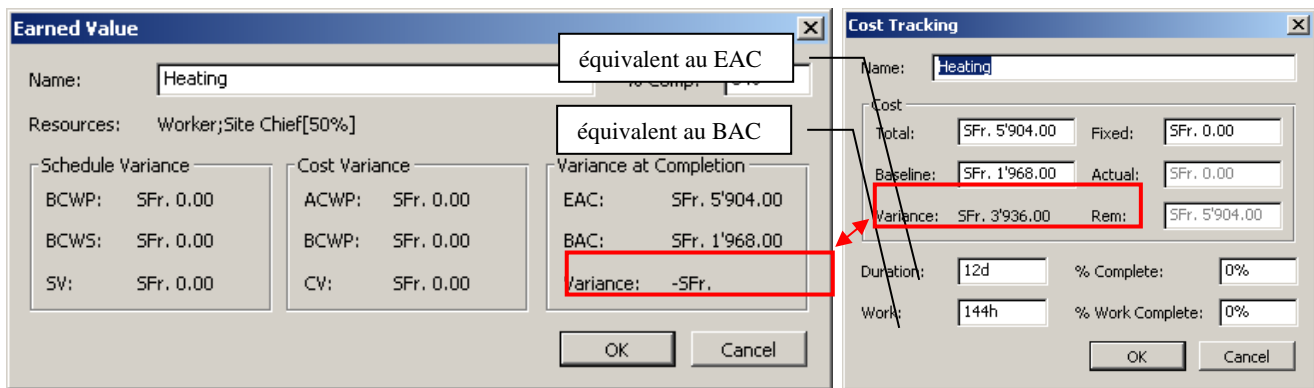 Earned Value
équivalent au EAC
Name: Heating % Comp:
équivalent au BAC
Resources: Worker;Site Chief[50%]
Schedule Variance
BCWP: SFr. 0.00
BCWS: SFr. 0.00
SV: SFr. 0.00
Cost Variance
ACWP: SFr. 0.00
BCWP: SFr. 0.00
CV: SFr. 0.00
Variance at Completion
EAC: SFr. 5'904.00
BAC: SFr. 1'968.00
Variance: -SFr.
OK Cancel
Cost Tracking
Name: Heating
Cost
Total: SFr. 5'904.00 Fixed: SFr. 0.00
Baseline: SFr. 1'968.00 Actual: SFr. 0.00
Variance: SFr. 3'936.00 Rem: SFr. 5'904.00
Duration: 12d % Complete: 0%
Work: 144h % Work Complete: 0%
OK Cancel